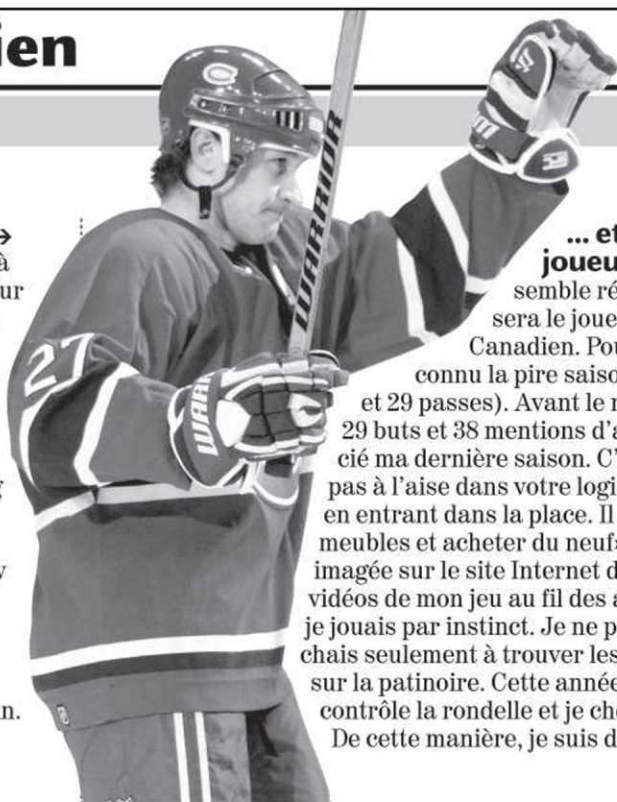 ien
WARRIOR
27
27
→
à
ur
... et
joueu
semble ré
sera le joue
Canadien. Pou
connu la pire saiso
et 29 passes). Avant le
29 buts et 38 mentions d'a
cié ma dernière saison. C'
pas à l'aise dans votre logi
en entrant dans la place. Il
meubles et acheter du neuf
imagée sur le site Internet d
vidéos de mon jeu au fil des a
je jouais par instinct. Je ne p
chais seulement à trouver les
sur la patinoire. Cette année
contrôle la rondelle et je che
De cette manière, je suis d
n.